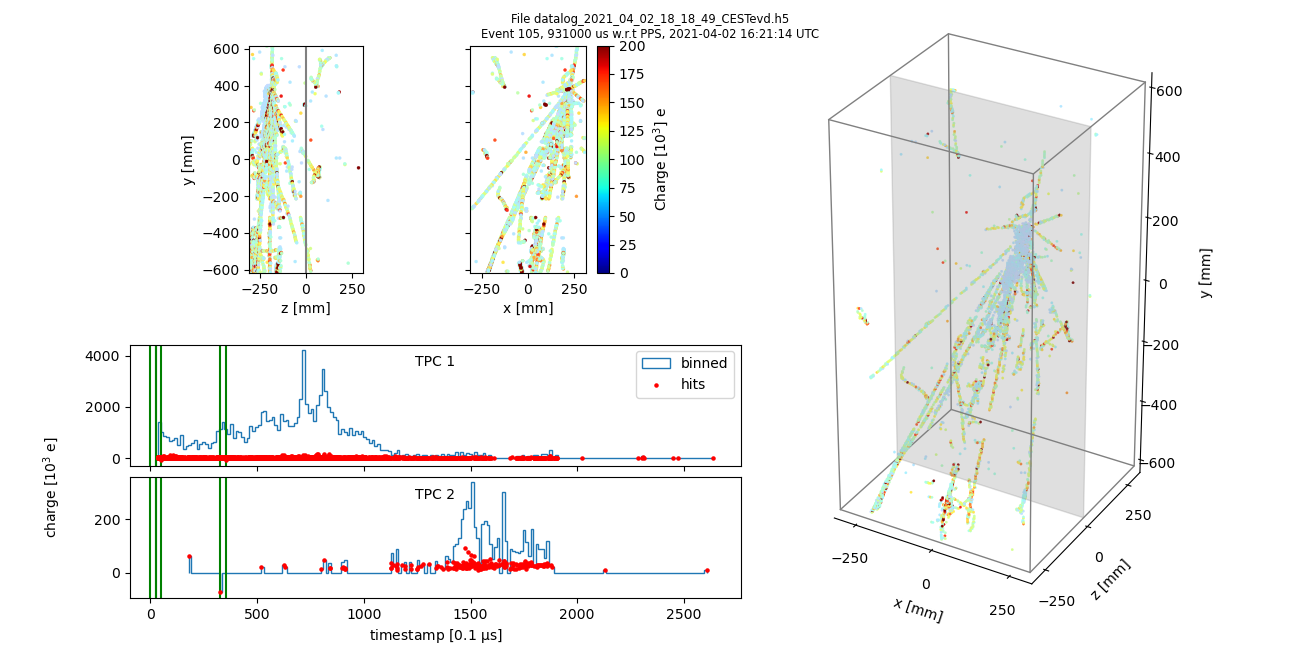 File datalog_2021_04_02_18_18_49_CESTevd.h5
Event 105, 931000 us w.r.t PPS, 2021-04-02 16:21:14 UTC
600
400
200
0
−200
−400
−600
y [mm]
−250 0 250
z [mm]
−250 0 250
x [mm]
200
175
150
125
100
75
50
25
0
Charge [10³] e
600
400
200
0
−200
−400
−600
y [mm]
−250
0
250
x [mm]
250
0
−250
z [mm]
TPC 1
binned
hits
4000
2000
0
TPC 2
200
0
charge [10³ e]
0 500 1000 1500 2000 2500
timestamp [0.1 μs]